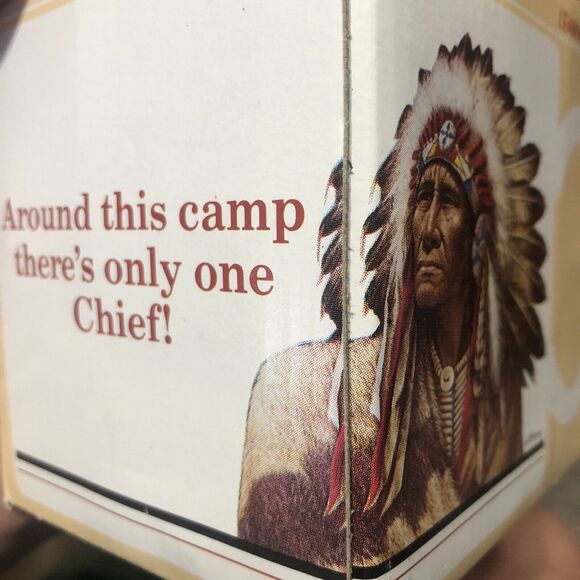 Around this camp
there's only one
Chief!